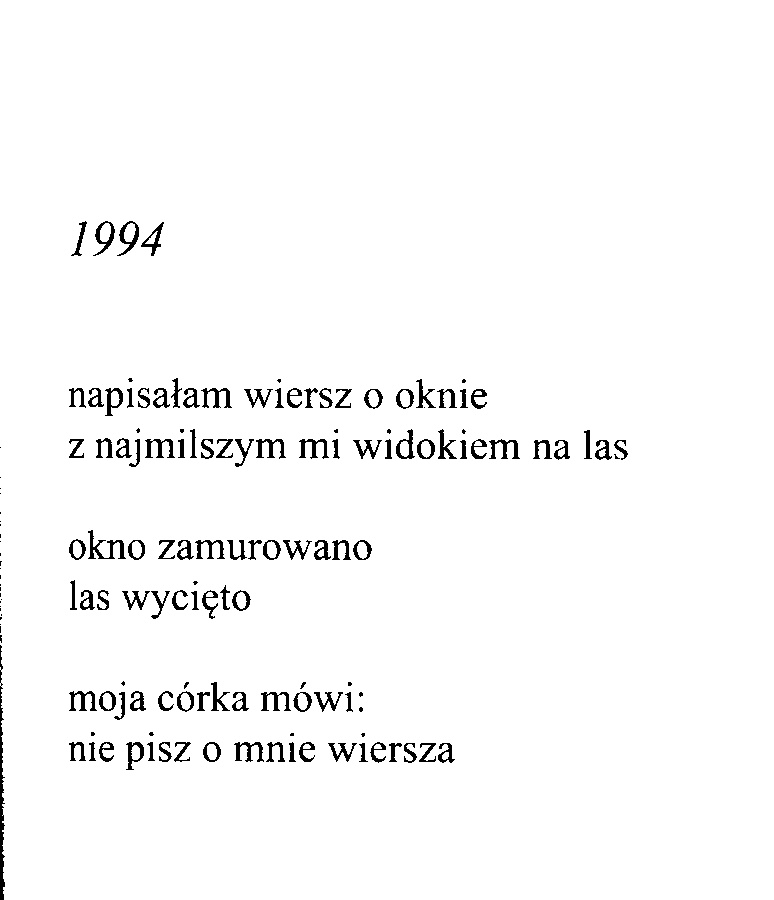 1994
napisałam wiersz o oknie
z najmilszym mi widokiem na las
okno zamurowano
las wycięto
moja córka mówi:
nie pisz o mnie wiersza